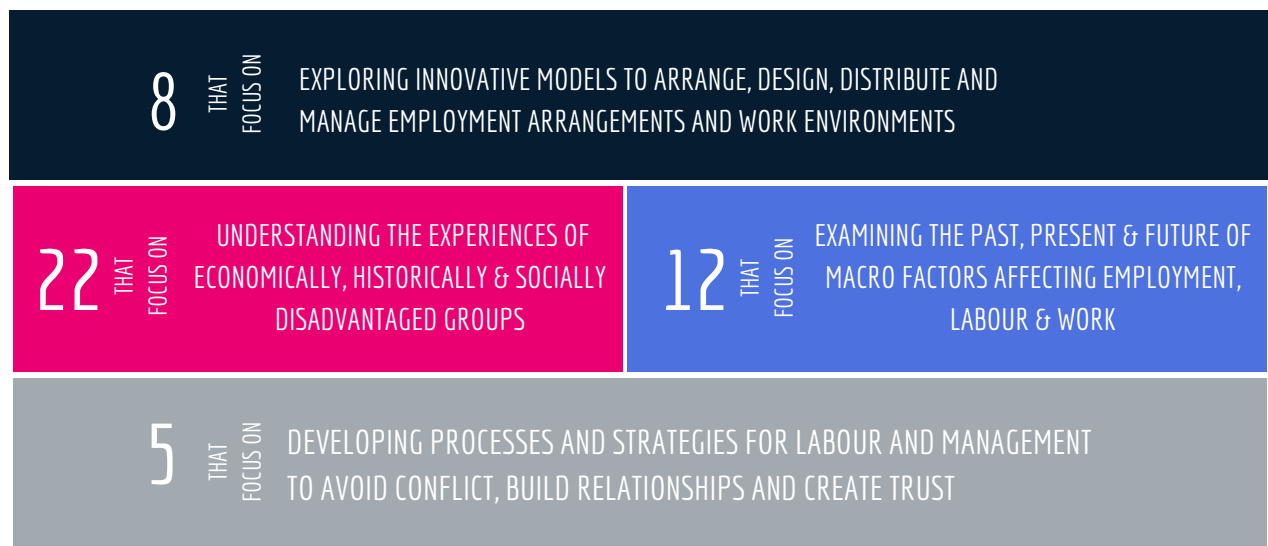 8
THAT
FOCUS ON
EXPLORING INNOVATIVE MODELS TO ARRANGE, DESIGN, DISTRIBUTE AND
MANAGE EMPLOYMENT ARRANGEMENTS AND WORK ENVIRONMENTS
22
THAT
FOCUS ON
UNDERSTANDING THE EXPERIENCES OF
ECONOMICALLY, HISTORICALLY & SOCIALLY
DISADVANTAGED GROUPS
12
THAT
FOCUS ON
EXAMINING THE PAST, PRESENT & FUTURE OF
MACRO FACTORS AFFECTING EMPLOYMENT,
LABOUR & WORK
5
THAT
FOCUS ON
DEVELOPING PROCESSES AND STRATEGIES FOR LABOUR AND MANAGEMENT
TO AVOID CONFLICT, BUILD RELATIONSHIPS AND CREATE TRUST